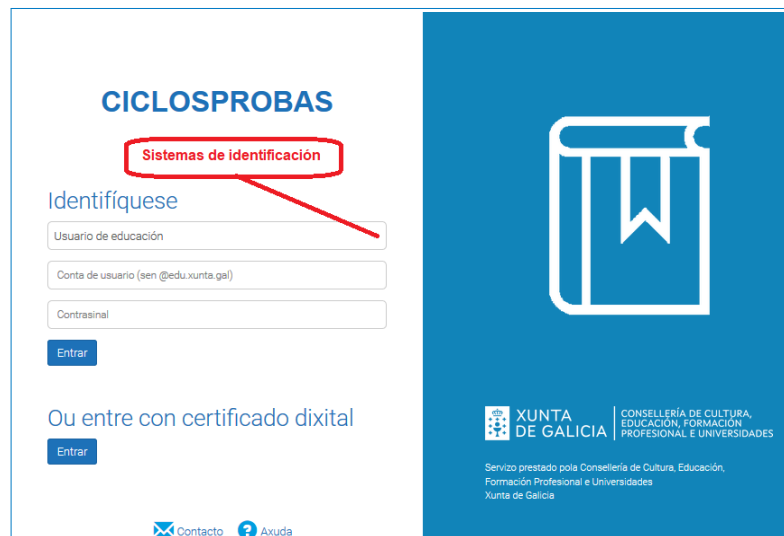 CICLOSPROBAS
Sistemas de identificación
Identifíquese
Usuario de educación
Conta de usuario (sen @edu.xunta.gal)
Contrasinal
Entrar
Ou entre con certificado dixital
Entrar
Contacto
Axuda
XUNTA
DE GALICIA
CONSELLERÍA DE CULTURA,
EDUCACIÓN, FORMACIÓN
PROFESIONAL E UNIVERSIDADES
Servizo prestado pola Consellería de Cultura, Educación,
Formación Profesional e Universidades
Xunta de Galicia